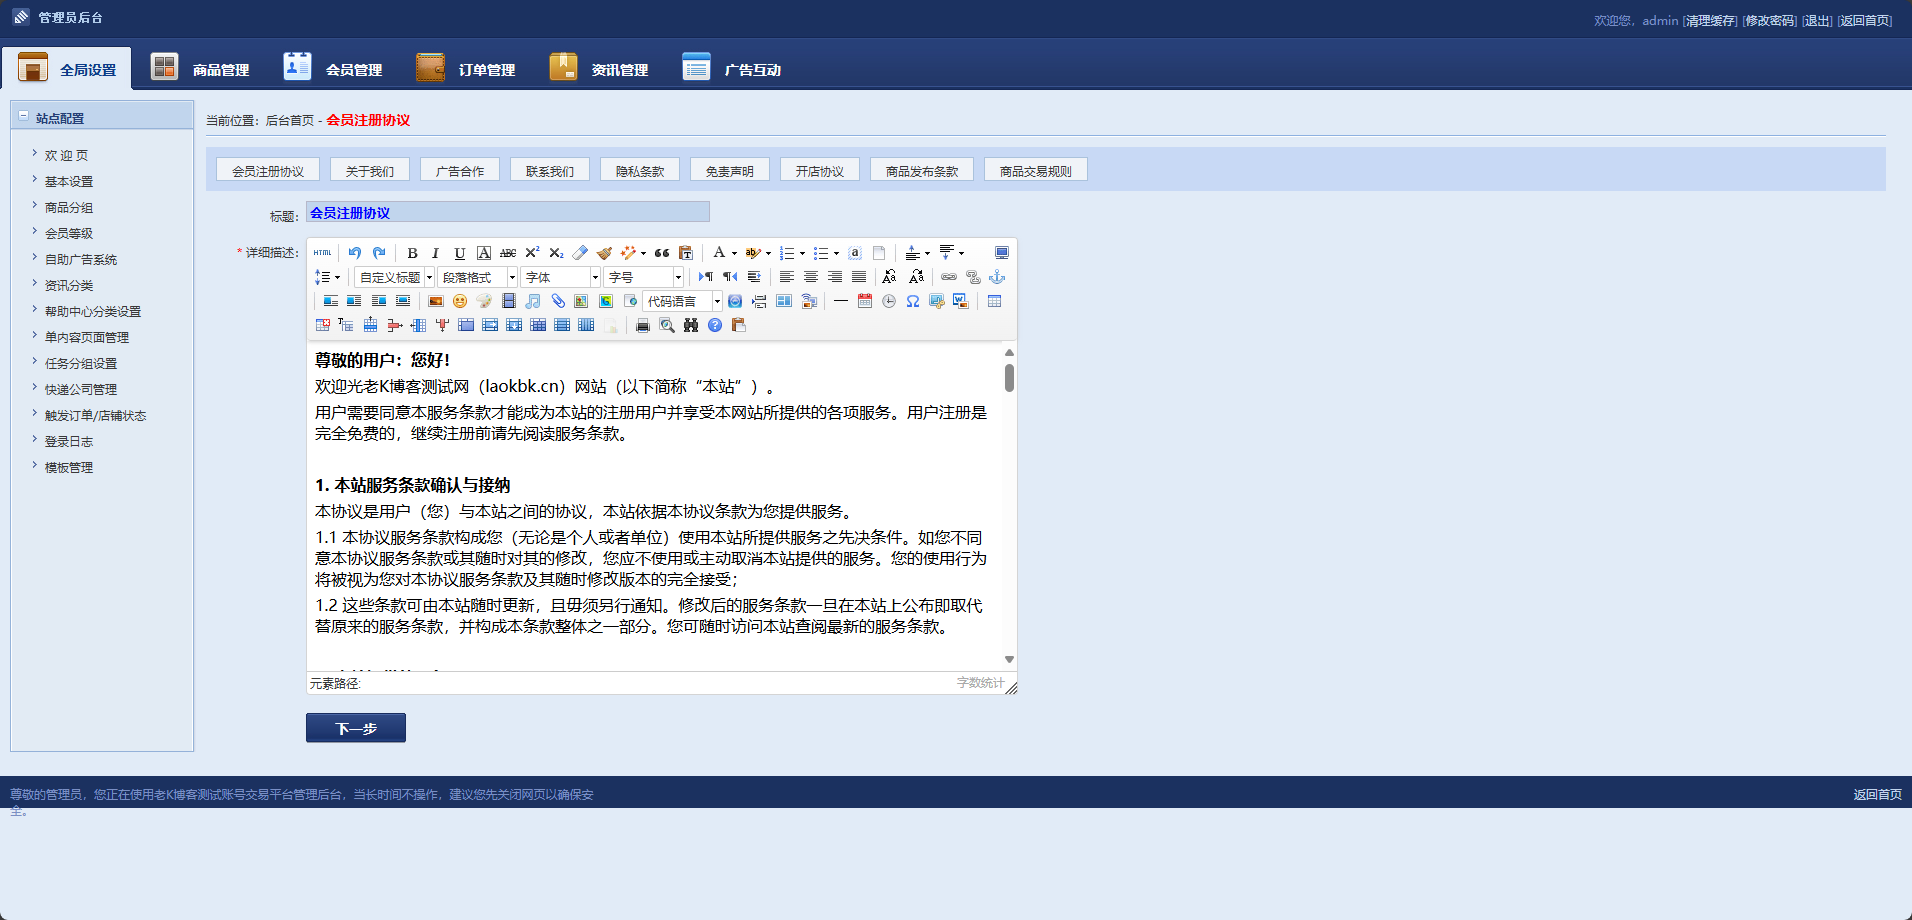 管理员后台
欢迎您，admin [清理缓存] [修改密码] [退出] [返回首页]
全局设置
商品管理
会员管理
订单管理
资讯管理
广告互动
站点配置
欢 迎 页
基本设置
商品分组
会员等级
自助广告系统
资讯分类
帮助中心分类设置
单内容页面管理
任务分组设置
快递公司管理
触发订单/店铺状态
登录日志
模板管理
当前位置：后台首页 - 会员注册协议
会员注册协议
关于我们
广告合作
联系我们
隐私条款
免责声明
开店协议
商品发布条款
商品交易规则
标题：
会员注册协议
* 详细描述：
HTML
自定义标题
段落格式
字体
字号
代码语言
尊敬的用户：您好！
欢迎光老K博客测试网（laokbk.cn）网站（以下简称“本站”）。
用户需要同意本服务条款才能成为本站的注册用户并享受本网站所提供的各项服务。用户注册是
完全免费的，继续注册前请先阅读服务条款。
1. 本站服务条款确认与接纳
本协议是用户（您）与本站之间的协议，本站依据本协议条款为您提供服务。
1.1 本协议服务条款构成您（无论是个人或者单位）使用本站所提供服务之先决条件。如您不同
意本协议服务条款或其随时对其的修改，您应不使用或主动取消本站提供的服务。您的使用行为
将被视为您对本协议服务条款及其随时修改版本的完全接受；
1.2 这些条款可由本站随时更新，且毋须另行通知。修改后的服务条款一旦在本站上公布即取代
替原来的服务条款，并构成本条款整体之一部分。您可随时访问本站查阅最新的服务条款。
元素路径:
字数统计
下一步
尊敬的管理员，您正在使用老K博客测试账号交易平台管理后台，当长时间不操作，建议您先关闭网页以确保安
全。
返回首页